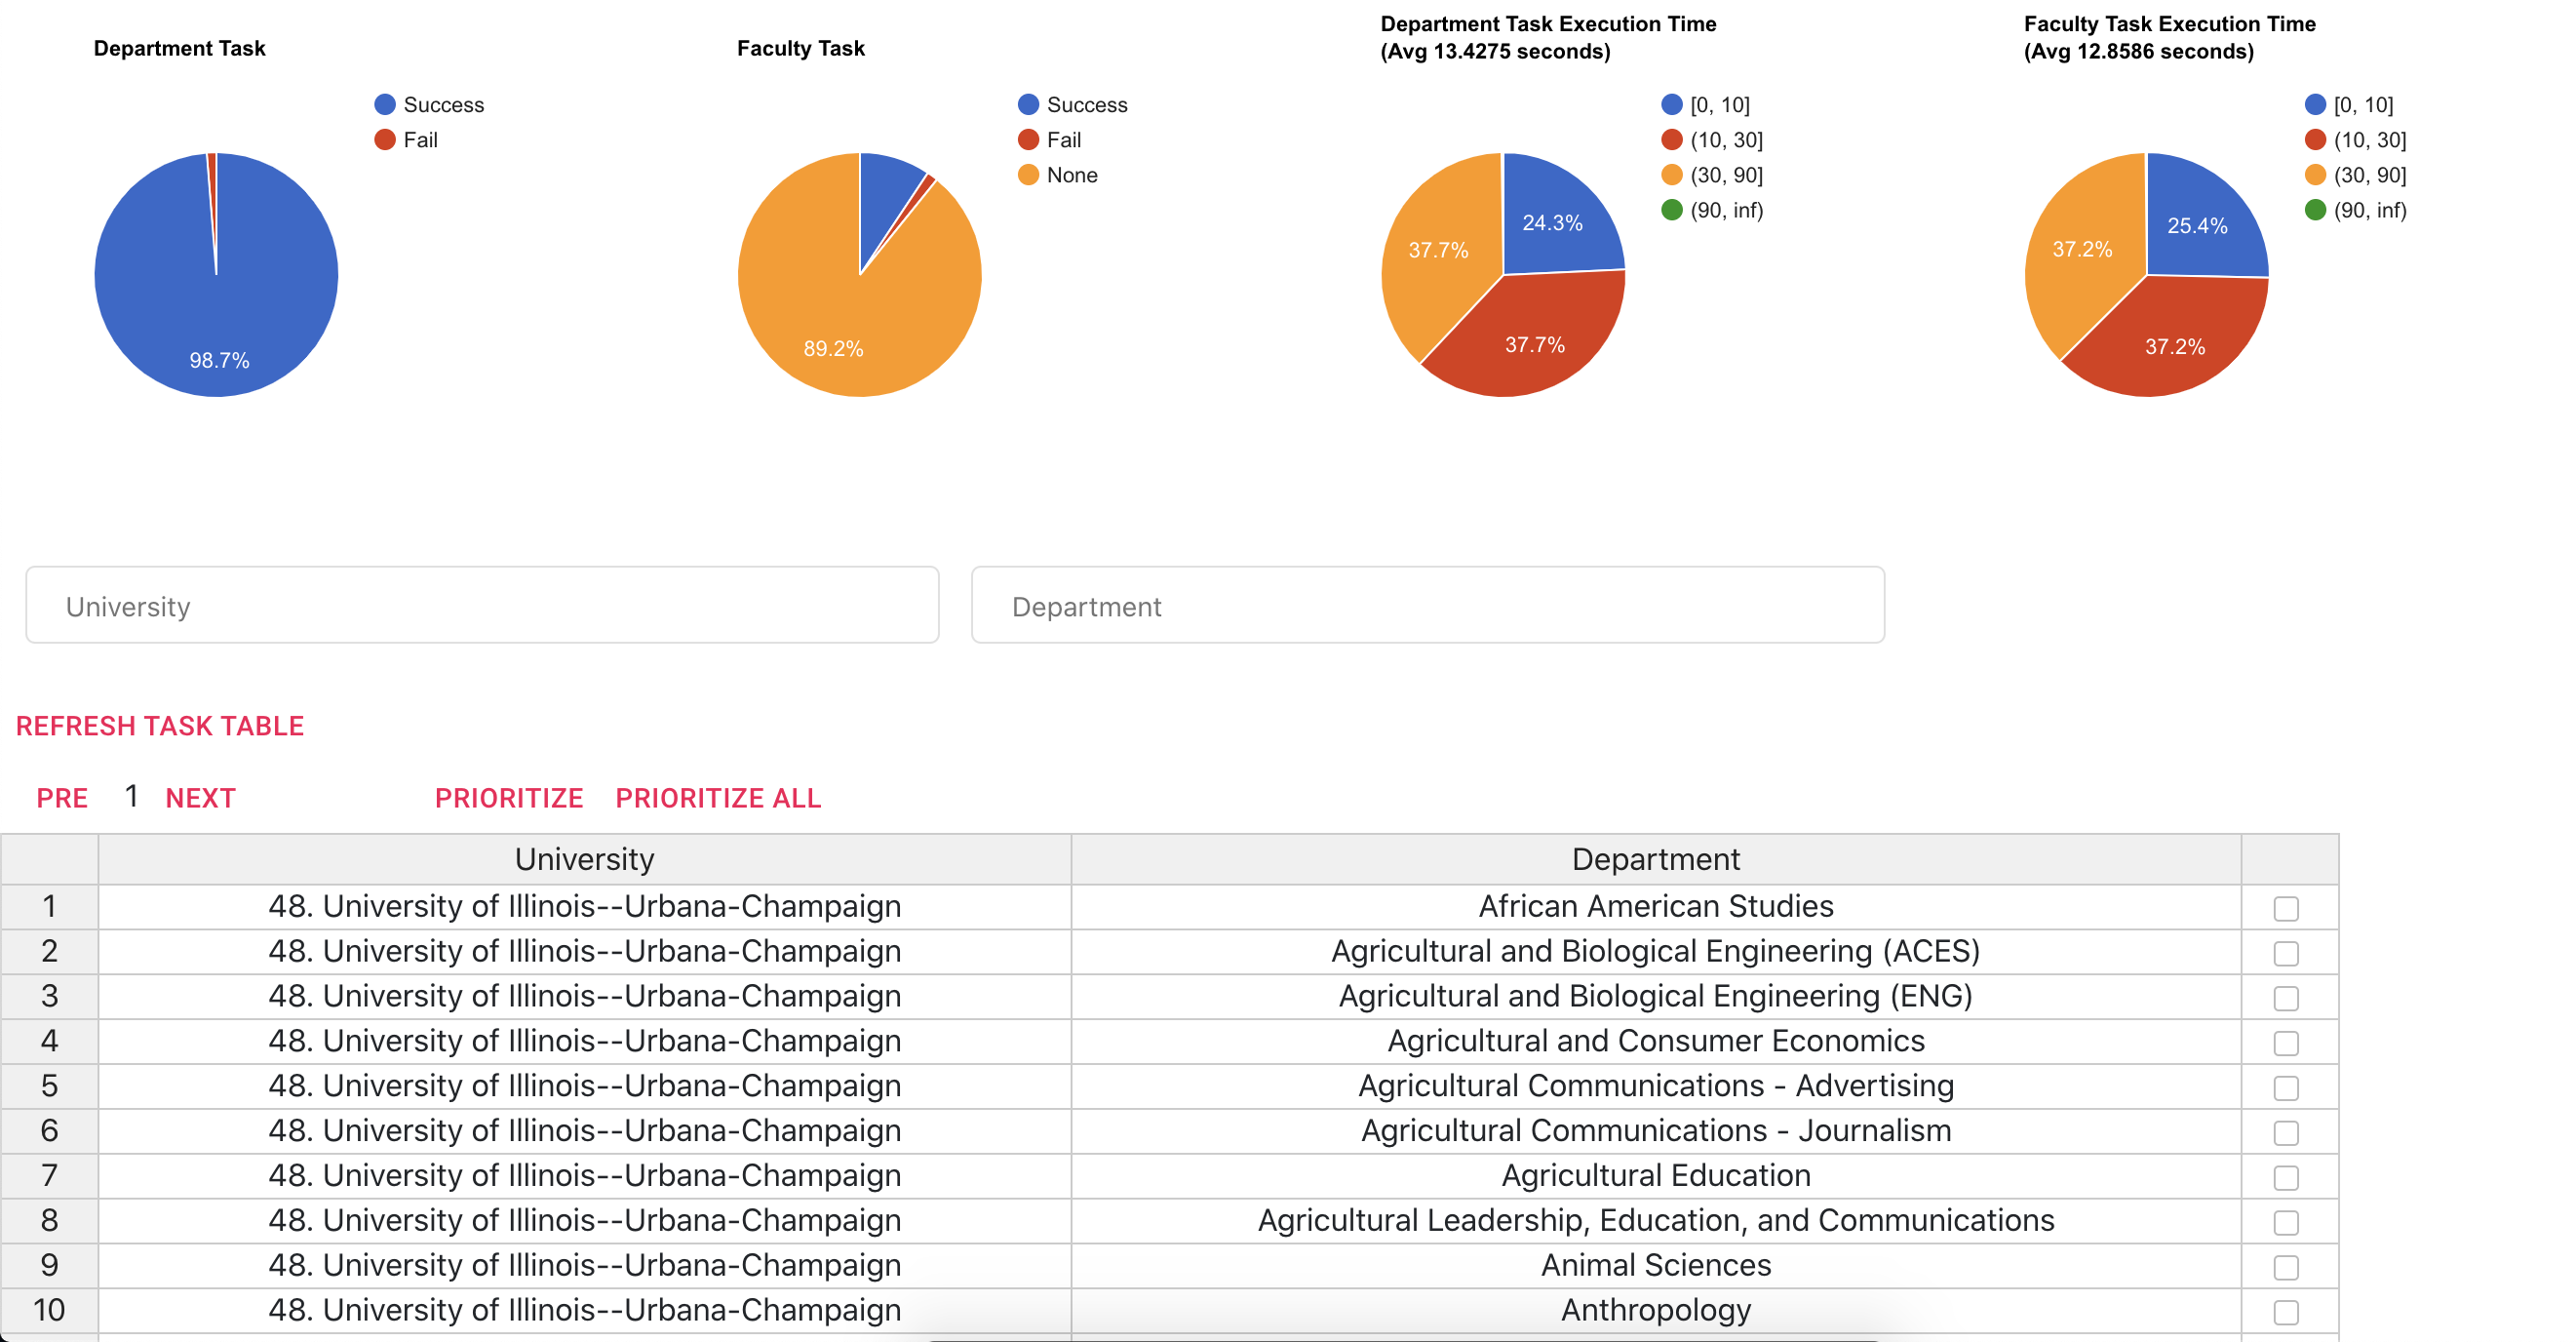 Department Task
Success
Fail
98.7%
Faculty Task
Success
Fail
None
89.2%
Department Task Execution Time
(Avg 13.4275 seconds)
[0, 10]
(10, 30]
(30, 90]
(90, inf)
24.3%
37.7%
37.7%
Faculty Task Execution Time
(Avg 12.8586 seconds)
[0, 10]
(10, 30]
(30, 90]
(90, inf)
25.4%
37.2%
37.2%
University
Department
REFRESH TASK TABLE
PRE 1 NEXT PRIORITIZE PRIORITIZE ALL
University Department
1 48. University of Illinois--Urbana-Champaign African American Studies
2 48. University of Illinois--Urbana-Champaign Agricultural and Biological Engineering (ACES)
3 48. University of Illinois--Urbana-Champaign Agricultural and Biological Engineering (ENG)
4 48. University of Illinois--Urbana-Champaign Agricultural and Consumer Economics
5 48. University of Illinois--Urbana-Champaign Agricultural Communications - Advertising
6 48. University of Illinois--Urbana-Champaign Agricultural Communications - Journalism
7 48. University of Illinois--Urbana-Champaign Agricultural Education
8 48. University of Illinois--Urbana-Champaign Agricultural Leadership, Education, and Communications
9 48. University of Illinois--Urbana-Champaign Animal Sciences
10 48. University of Illinois--Urbana-Champaign Anthropology